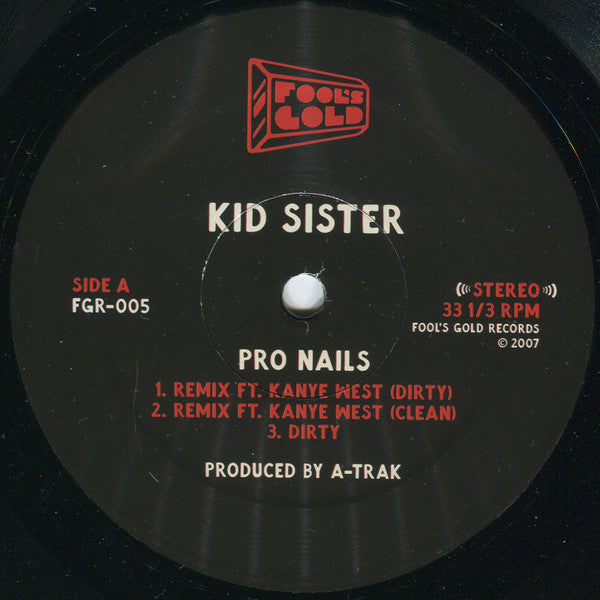 FOOL'S
GOLD
KID SISTER
SIDE A
FGR-005
STEREO
33 1/3 RPM
FOOL'S GOLD RECORDS
© 2007
PRO NAILS
1. REMIX FT. KANYE WEST (DIRTY)
2. REMIX FT. KANYE WEST (CLEAN)
3. DIRTY
PRODUCED BY A-TRAK